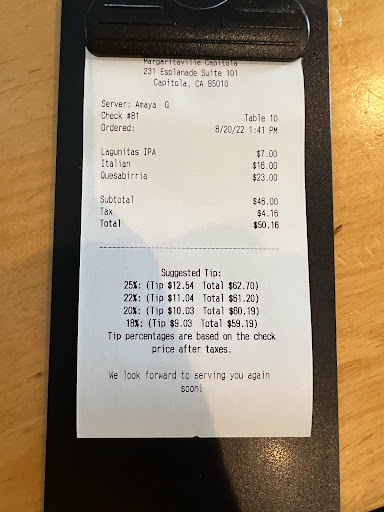 Margaritaville Capitola
231 Esplanade Suite 101
Capitola, CA 95010
Server: Amaya G
Check #81 Table 10
Ordered: 8/20/22 1:41 PM
Lagunitas IPA $7.00
Italian $16.00
Quesabirria $23.00
Subtotal $46.00
Tax $4.16
Total $50.16
Suggested Tip:
25%: (Tip $12.54 Total $62.70)
22%: (Tip $11.04 Total $61.20)
20%: (Tip $10.03 Total $60.19)
18%: (Tip $9.03 Total $59.19)
Tip percentages are based on the check
price after taxes.
We look forward to serving you again
soon!